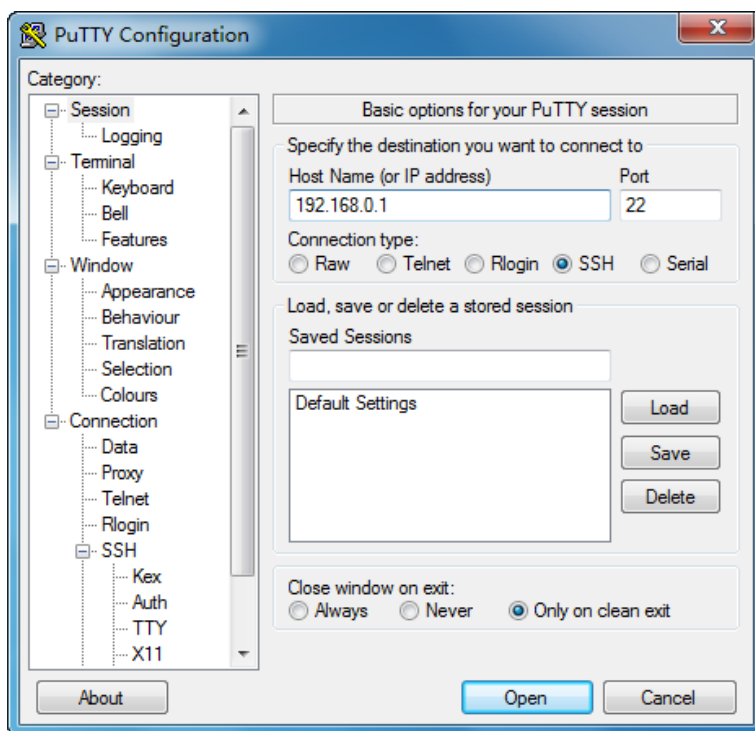 PuTTY Configuration
Category:
Session
Logging
Terminal
Keyboard
Bell
Features
Window
Appearance
Behaviour
Translation
Selection
Colours
Connection
Data
Proxy
Telnet
Rlogin
SSH
Kex
Auth
TTY
X11
Basic options for your PuTTY session
Specify the destination you want to connect to
Host Name (or IP address) Port
192.168.0.1 22
Connection type:
Raw Telnet Rlogin SSH Serial
Load, save or delete a stored session
Saved Sessions
Default Settings
Load
Save
Delete
Close window on exit:
Always Never Only on clean exit
About Open Cancel